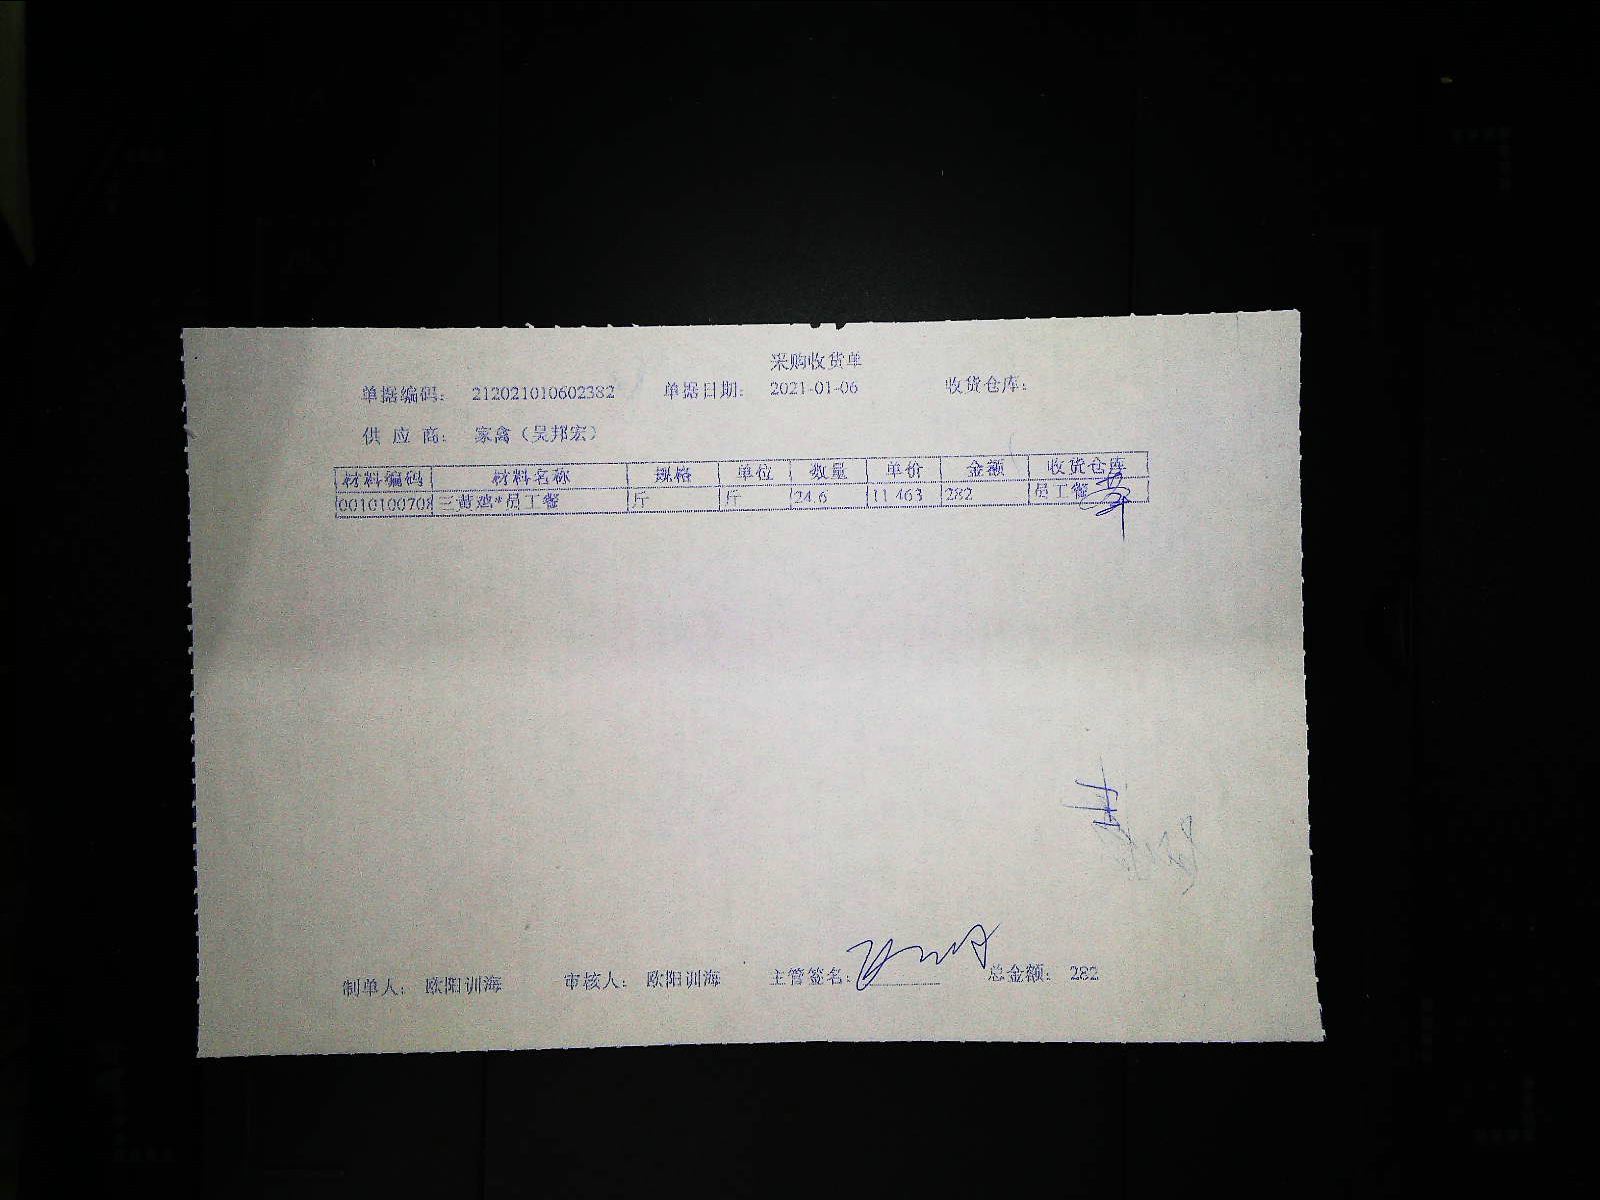 采购收货单
单据编码: 212021010602382 单据日期: 2021-01-06 收货仓库:
供 应 商: 家禽（吴邦宏）
材料编码 材料名称 规格 单位 数量 单价 金额 收货仓库
0010100708 三黄鸡*员工餐 斤 斤 24.6 11.463 282 员工餐
制单人: 欧阳训海 审核人: 欧阳训海 主管签名: 总金额: 282